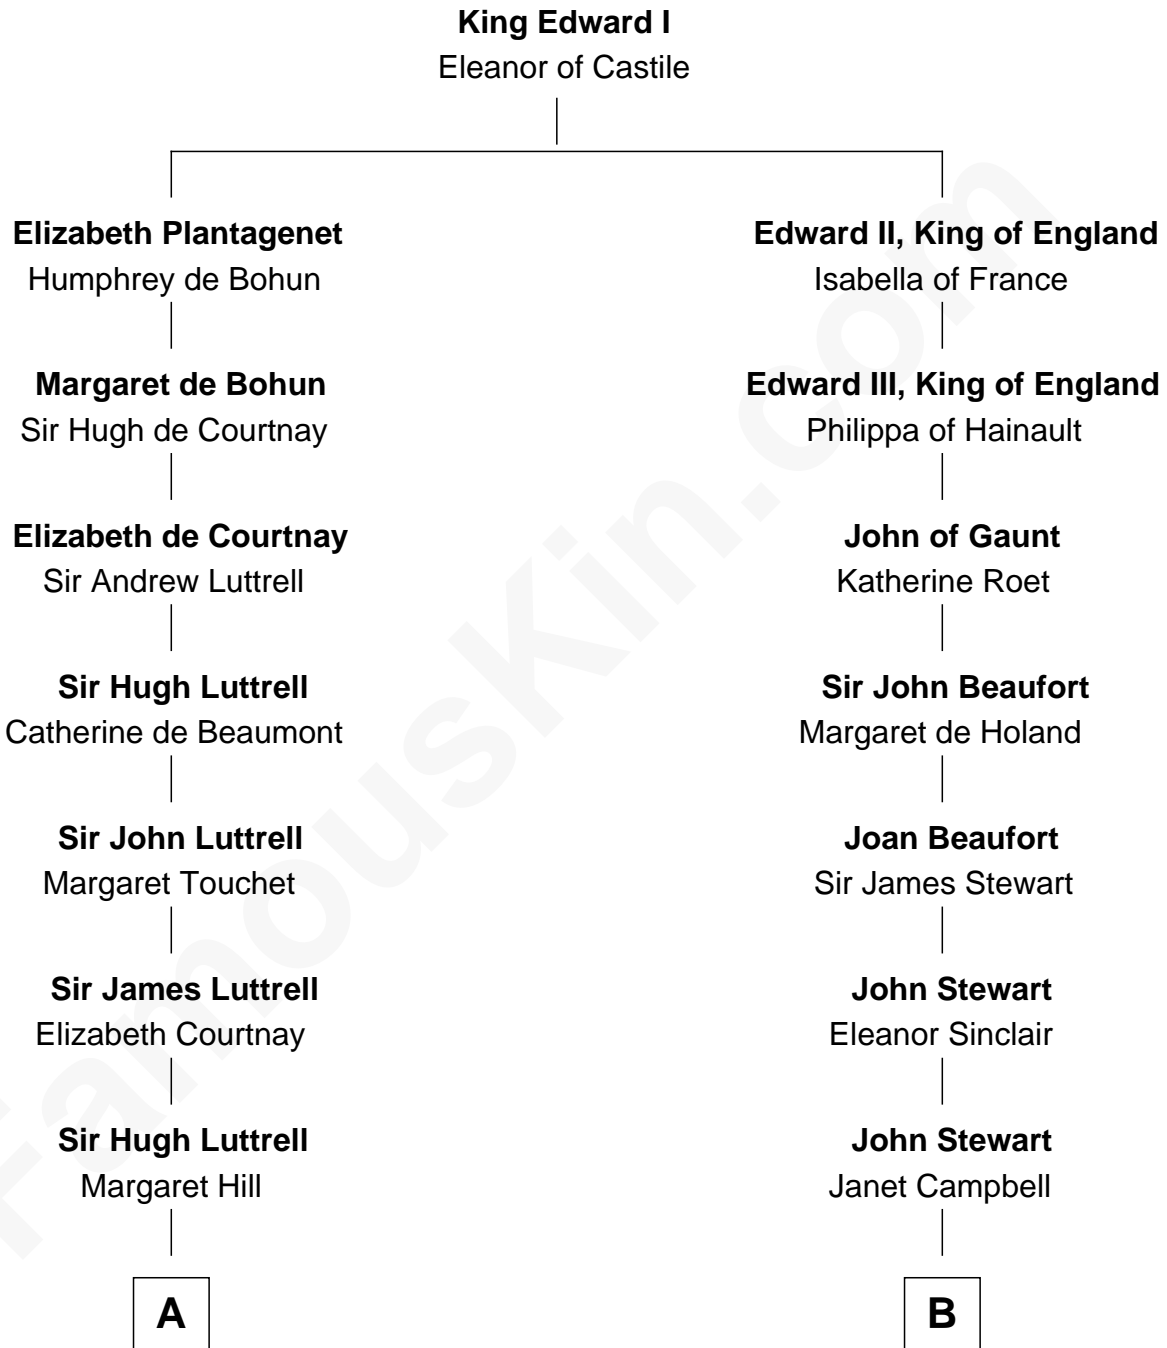 King Edward I
Eleanor of Castile
Elizabeth Plantagenet
Humphrey de Bohun
Margaret de Bohun
Sir Hugh de Courtnay
Elizabeth de Courtnay
Sir Andrew Luttrell
Sir Hugh Luttrell
Catherine de Beaumont
Sir John Luttrell
Margaret Touchet
Sir James Luttrell
Elizabeth Courtnay
Sir Hugh Luttrell
Margaret Hill
A
Edward II, King of England
Isabella of France
Edward III, King of England
Philippa of Hainault
John of Gaunt
Katherine Roet
Sir John Beaufort
Margaret de Holand
Joan Beaufort
Sir James Stewart
John Stewart
Eleanor Sinclair
John Stewart
Janet Campbell
B
FamousKin.com